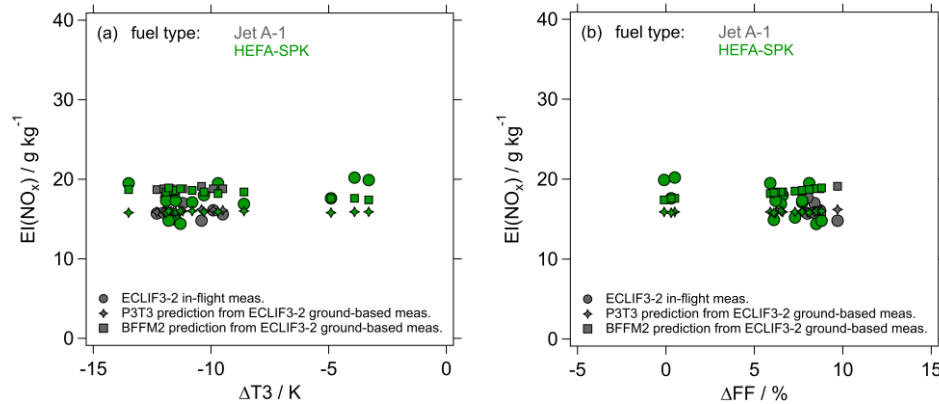 (a) fuel type: Jet A-1
HEFA-SPK
40
30
20
10
0
EI(NOx) / g kg-1
ECLIF3-2 in-flight meas.
P3T3 prediction from ECLIF3-2 ground-based meas.
BFFM2 prediction from ECLIF3-2 ground-based meas.
-15 -10 -5 0
ΔT3 / K
(b) fuel type: Jet A-1
HEFA-SPK
40
30
20
10
0
EI(NOx) / g kg-1
ECLIF3-2 in-flight meas.
P3T3 prediction from ECLIF3-2 ground-based meas.
BFFM2 prediction from ECLIF3-2 ground-based meas.
-5 0 5 10 15
ΔFF / %